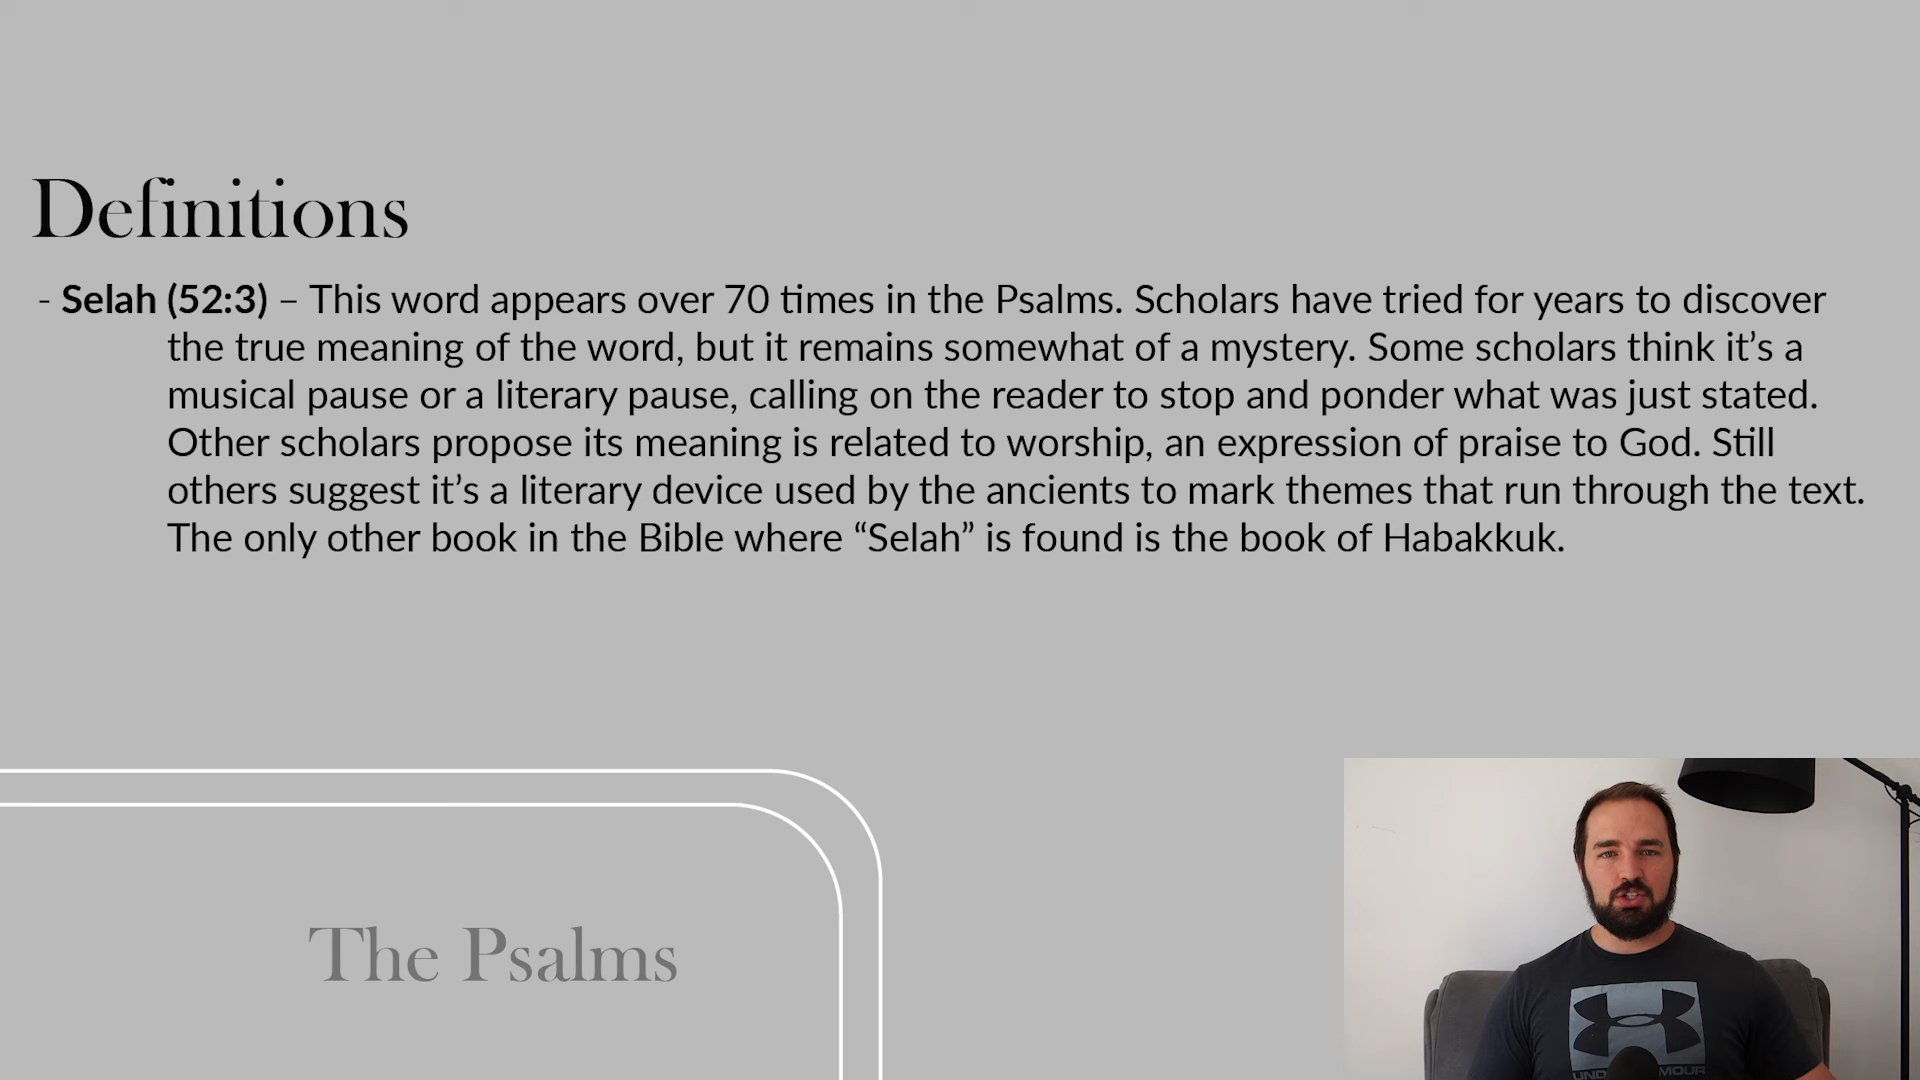 Definitions
- Selah (52:3) – This word appears over 70 times in the Psalms. Scholars have tried for years to discover
the true meaning of the word, but it remains somewhat of a mystery. Some scholars think it’s a
musical pause or a literary pause, calling on the reader to stop and ponder what was just stated.
Other scholars propose its meaning is related to worship, an expression of praise to God. Still
others suggest it’s a literary device used by the ancients to mark themes that run through the text.
The only other book in the Bible where “Selah” is found is the book of Habakkuk.
The Psalms